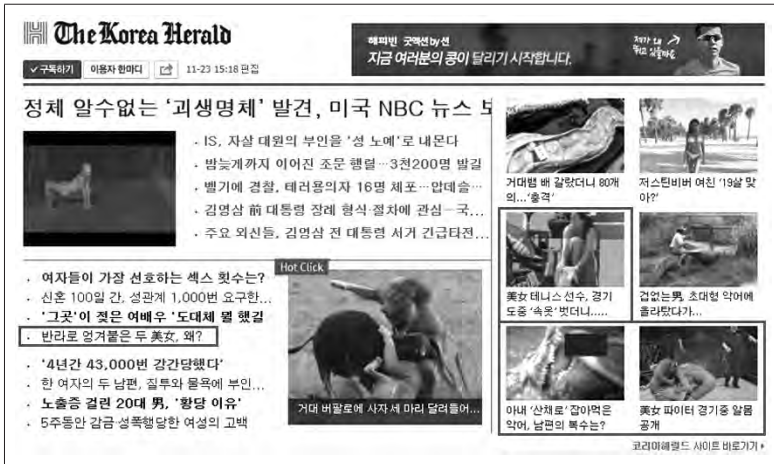 The Korea Herald
해피빈 굿액션 by 션
지금 여러분의 콩이 달리기 시작합니다.
제가 대신
뛰고 있을까요
구독하기
이용자 한마디
11-23 15:18 편집
정체 알수없는 '괴생명체' 발견, 미국 NBC 뉴스 보
· IS, 자살 대원의 부인을 '성 노예'로 내몬다
· 밤늦게까지 이어진 조문 행렬…3천200명 발길
· 벨기에 경찰, 테러용의자 16명 체포…압데슬…
· 김영삼 前 대통령 장례 형식·절차에 관심…국...
· 주요 외신들, 김영삼 전 대통령 서거 긴급타전...
· 여자들이 가장 선호하는 섹스 횟수는?
· 신혼 100일 간, 성관계 1,000번 요구한...
· '그곳'이 젖은 여배우 '도대체 뭘 했길
· 반라로 엉겨붙은 두 美女, 왜?
· '4년간 43,000번 강간당했다'
· 한 여자의 두 남편, 질투와 물욕에 부인...
· 노출증 걸린 20대 男, '황당 이유'
· 5주동안 감금·성폭행당한 여성의 고백
Hot Click
거대 버팔로에 사자 세 마리 달려들어...
거대뱀 배 갈랐더니 80개
의...'충격'
저스틴비버 여친 '19살 맞
아?'
美女 테니스 선수, 경기
도중 '속옷' 벗더니.....
겁없는男, 초대형 악어에
올라탔다가...
아내 '산채로' 잡아먹은
악어, 남편의 복수는?
美女 파이터 경기중 알몸
공개
코리아헤럴드 사이트 바로가기